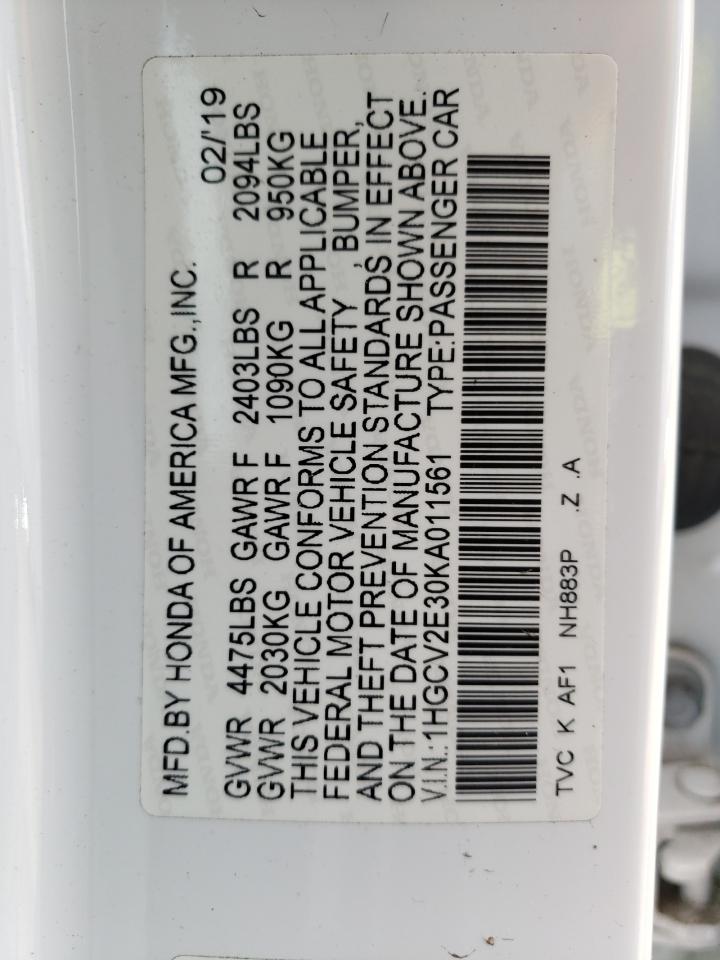 MFD.BY HONDA OF AMERICA MFG.,INC. 02/'19
GVWR 4475LBS GAWR F 2403LBS R 2094LBS
GVWR 2030KG GAWR F 1090KG R 950KG
THIS VEHICLE CONFORMS TO ALL APPLICABLE
FEDERAL MOTOR VEHICLE SAFETY , BUMPER,
AND THEFT PREVENTION STANDARDS IN EFFECT
ON THE DATE OF MANUFACTURE SHOWN ABOVE.
V.I.N.:1HGCV2E30KA011561 TYPE:PASSENGER CAR
TVC K AF1 NH883P .Z .A